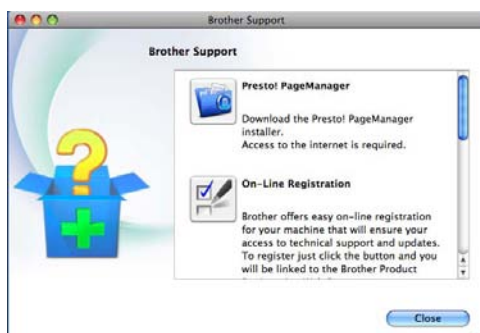 Brother Support
Brother Support
Presto! PageManager
Download the Presto! PageManager
installer.
Access to the internet is required.
On-Line Registration
Brother offers easy on-line registration
for your machine that will ensure your
access to technical support and updates.
To register just click the button and you
will be linked to the Brother Product
Close